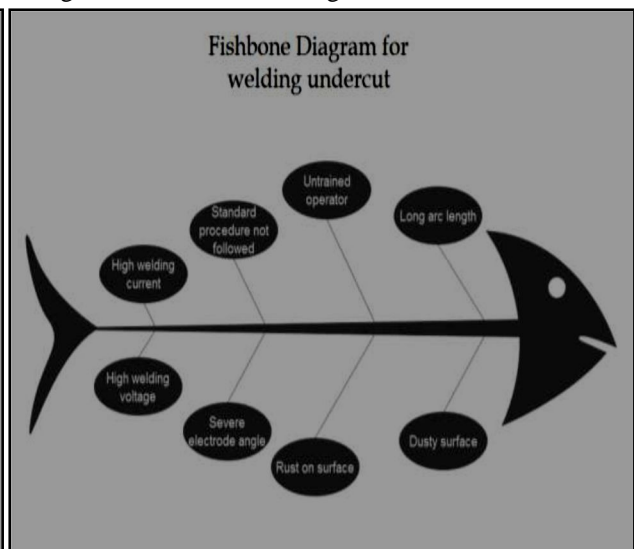 Fishbone Diagram for
welding undercut
Untrained
operator
Long arc length
Standard
procedure not
followed
High welding
current
High welding
voltage
Severe
electrode angle
Rust on surface
Dusty surface